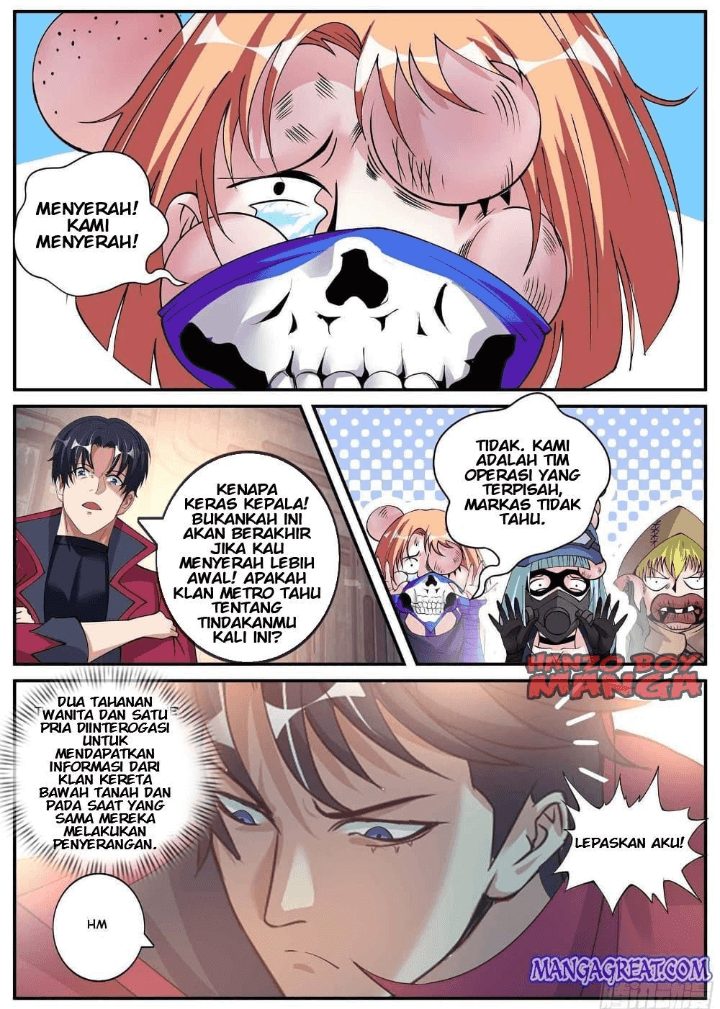 MENYERAH!
KAMI
MENYERAH!
KENAPA
KERAS KEPALA!
BUKANKAH INI
AKAN BERAKHIR
JIKA KAU
MENYERAH LEBIH
AWAL! APAKAH
KLAN METRO TAHU
TENTANG
TINDAKANMU
KALI INI?
TIDAK. KAMI
ADALAH TIM
OPERASI YANG
TERPISAH,
MARKAS TIDAK
TAHU.
HANZO BOY
MANGA
DUA TAHANAN
WANITA DAN SATU
PRIA DIINTEROGASI
UNTUK
MENDAPATKAN
INFORMASI DARI
KLAN KERETA
BAWAH TANAH DAN
PADA SAAT YANG
SAMA MEREKA
MELAKUKAN
PENYERANGAN.
LEPASKAN AKU!
HM
MANGAGREAT.COM